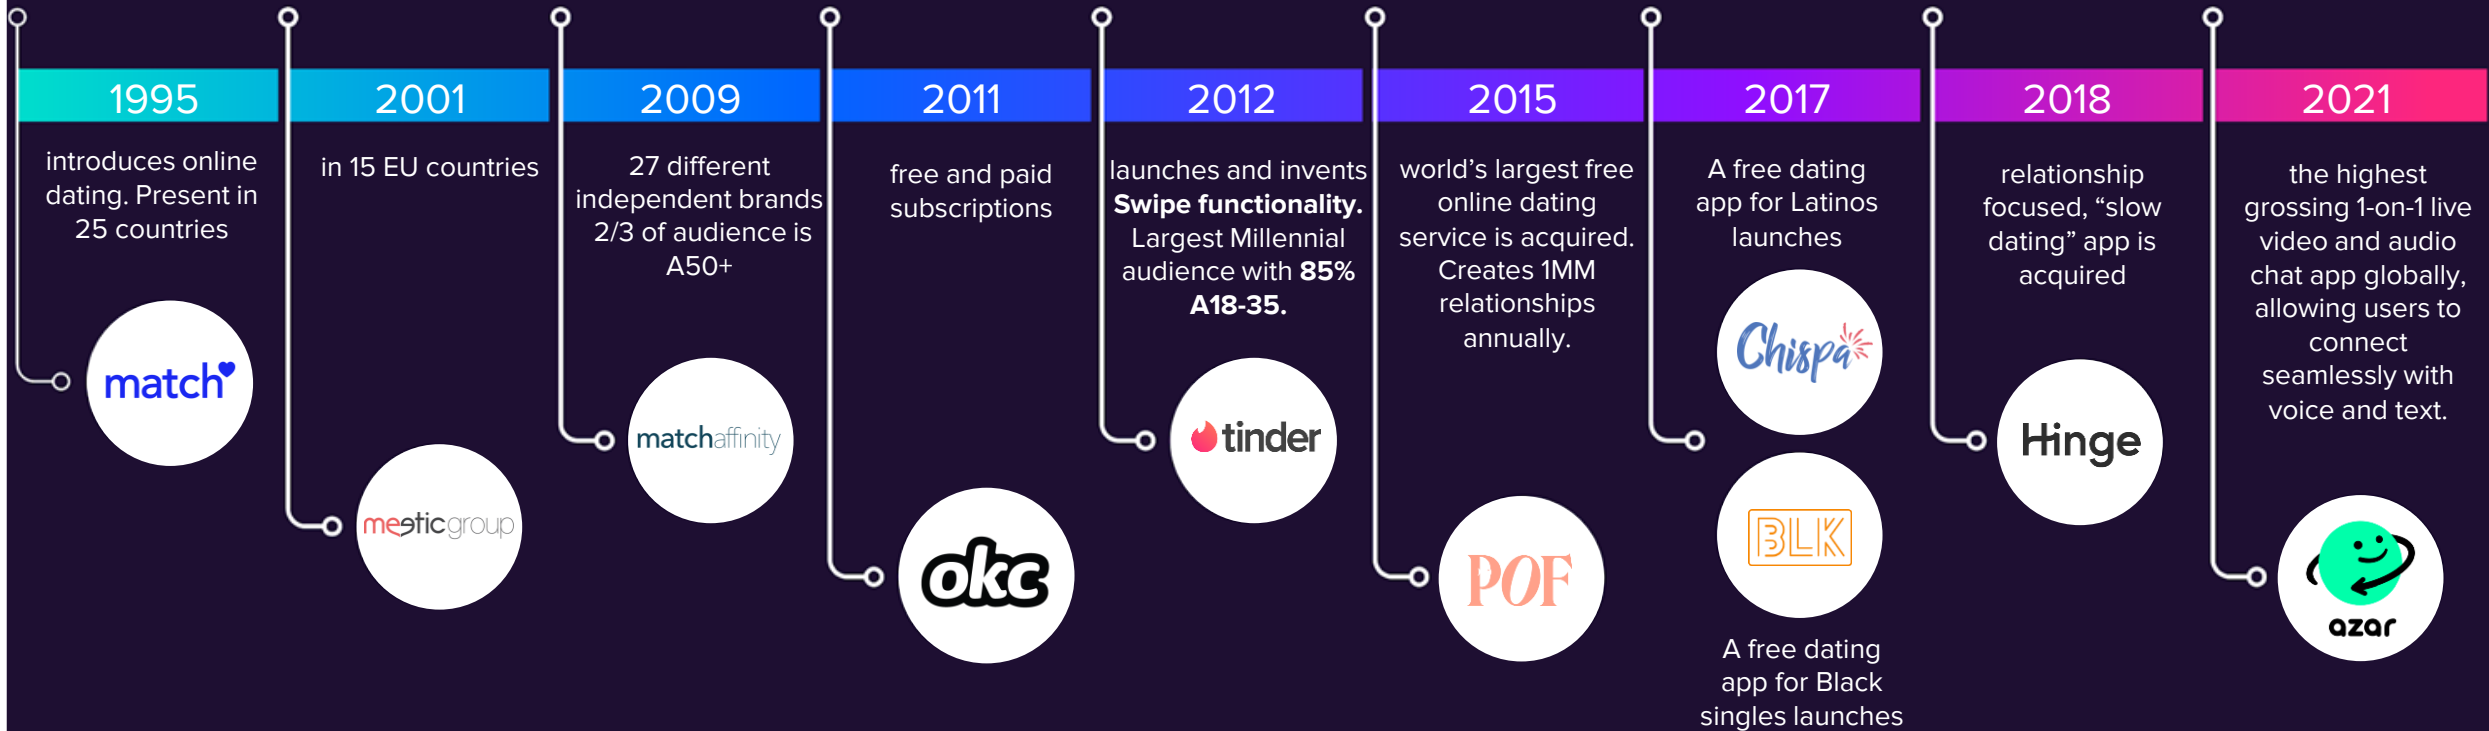 1995
introduces online
dating. Present in
25 countries
match
2001
in 15 EU countries
meeticgroup
2009
27 different
independent brands
2/3 of audience is
A50+
matchaffinity
2011
free and paid
subscriptions
okc
2012
launches and invents
Swipe functionality.
Largest Millennial
audience with 85%
A18-35.
tinder
2015
world’s largest free
online dating
service is acquired.
Creates 1MM
relationships
annually.
POF
2017
A free dating
app for Latinos
launches
Chispa
BLK
A free dating
app for Black
singles launches
2018
relationship
focused, “slow
dating” app is
acquired
Hinge
2021
the highest
grossing 1-on-1 live
video and audio
chat app globally,
allowing users to
connect
seamlessly with
voice and text.
azar